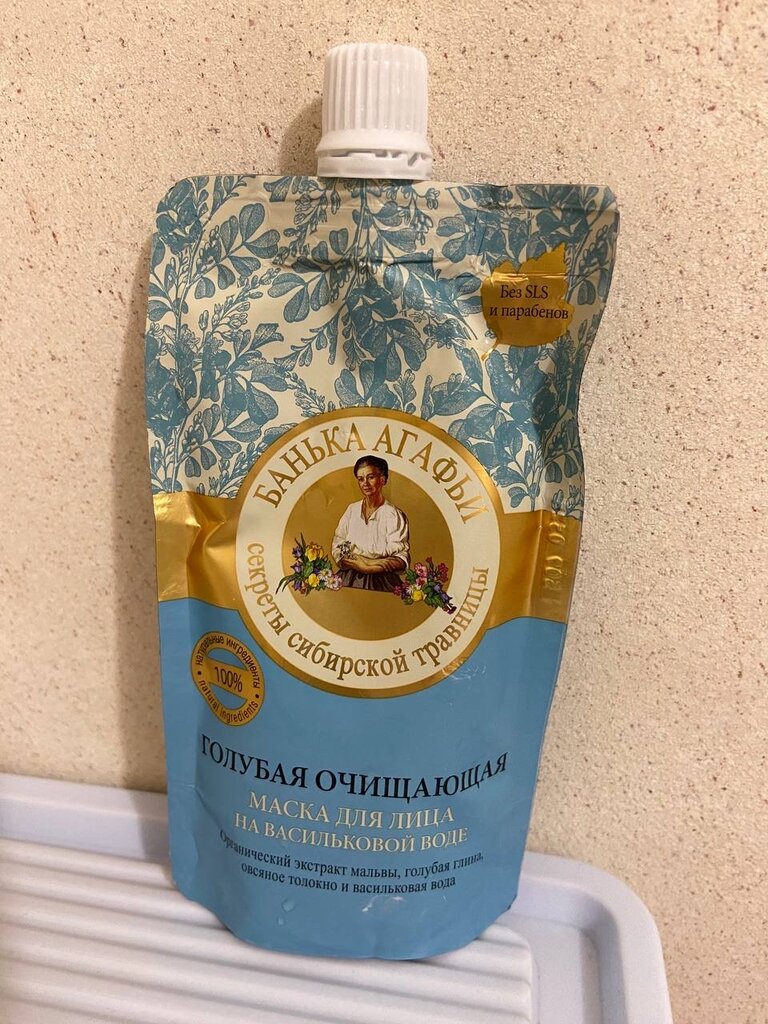 Без SLS
и парабенов
БАНЬКА АГАФЬИ
секреты сибирской травницы
натуральные ингредиенты
100%
natural ingredients
ГОЛУБАЯ ОЧИЩАЮЩАЯ
МАСКА ДЛЯ ЛИЦА
НА ВАСИЛЬКОВОЙ ВОДЕ
Органический экстракт мальвы, голубая глина,
овсяное толокно и васильковая вода